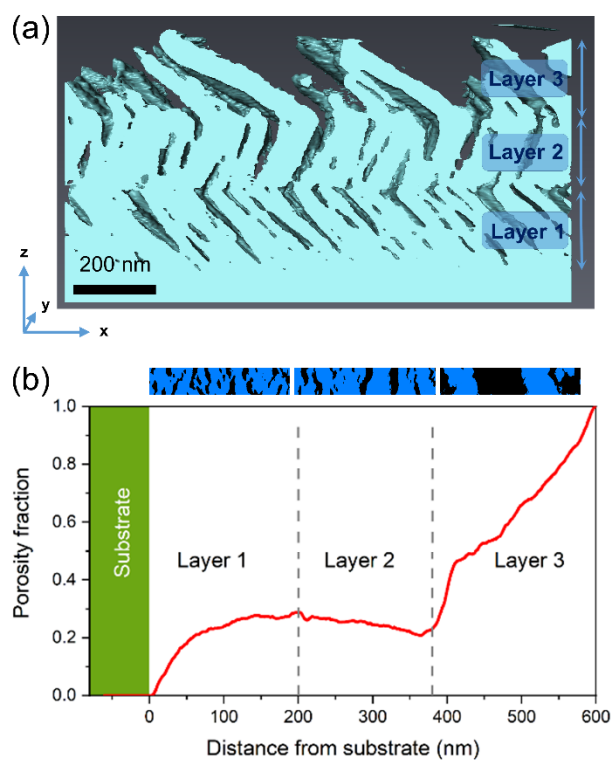 (a)
Layer 3
Layer 2
Layer 1
200 nm
z
y
x
(b)
1.0
0.8
0.6
0.4
0.2
0.0
Porosity fraction
Substrate
Layer 1
Layer 2
Layer 3
0
100
200
300
400
500
600
Distance from substrate (nm)